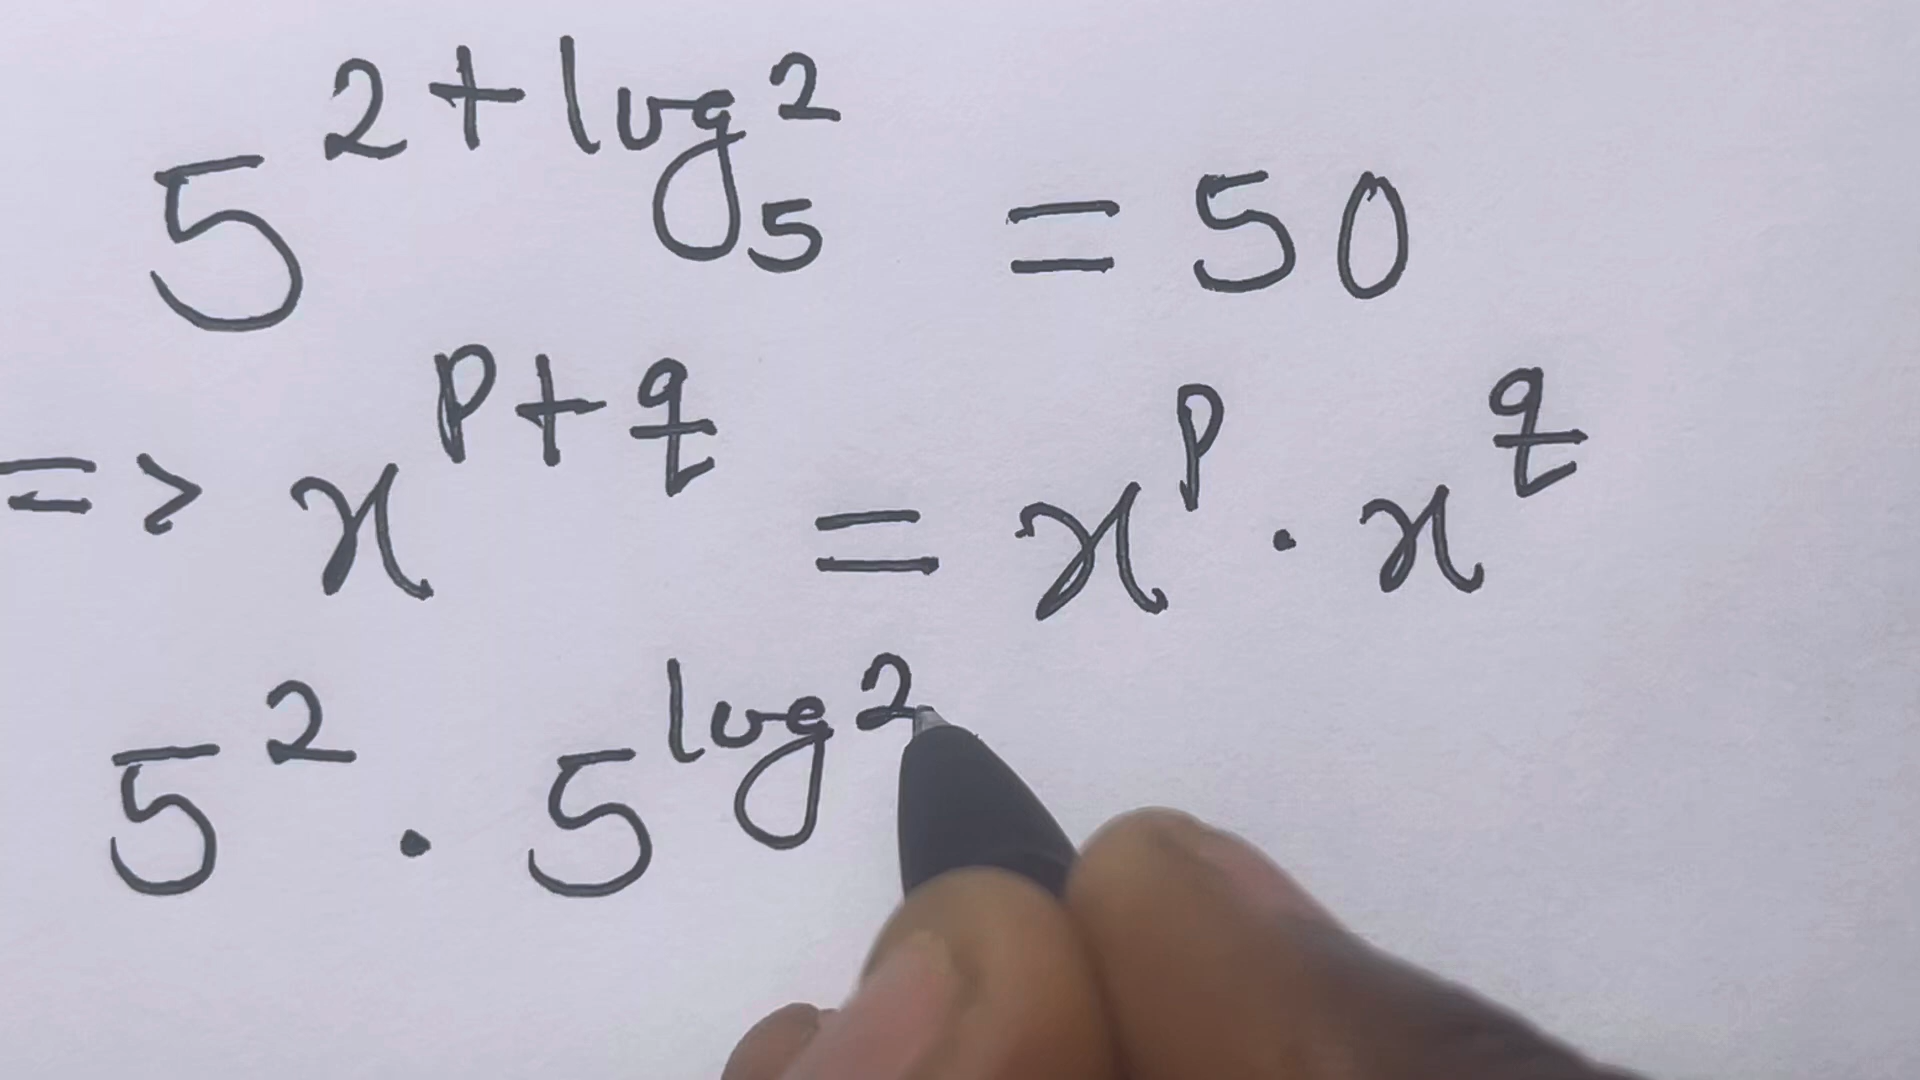 5^{2+log_5 2} = 50
=> x^{p+q} = x^p . x^q
5^2 . 5^{log 2}